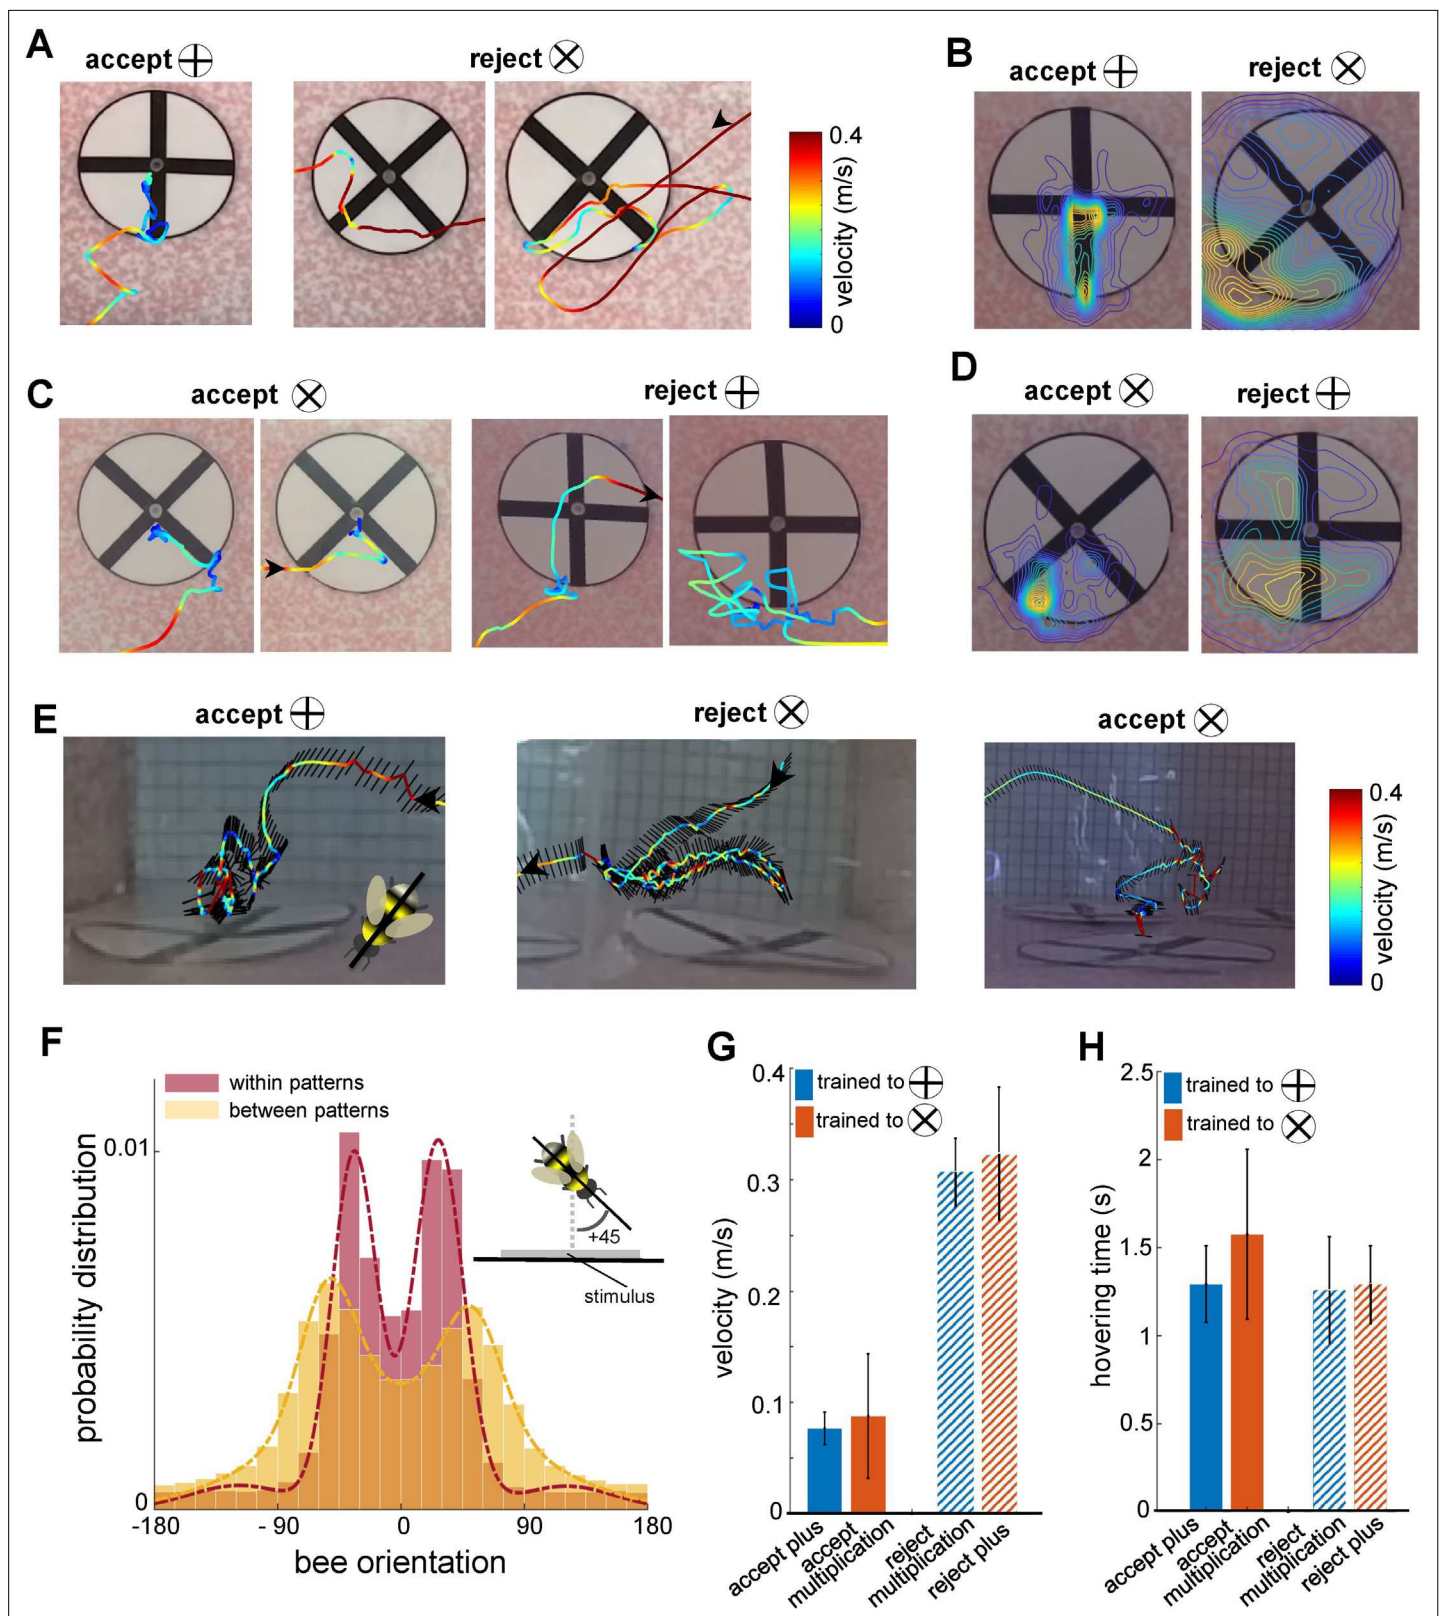 A
accept
reject
0.4
velocity (m/s)
0
B
accept
reject
C
accept
reject
D
accept
reject
E
accept
reject
accept
0.4
velocity (m/s)
0
F
within patterns
between patterns
0.01
0
probability distribution
-180
- 90
0
90
180
bee orientation
+45
stimulus
G
trained to
trained to
0.4
0.3
0.2
0.1
0
velocity (m/s)
accept plus
accept
multiplication
reject
multiplication
reject plus
H
trained to
trained to
2.5
2
1.5
1
0.5
0
hovering time (s)
accept plus
accept
multiplication
reject
multiplication
reject plus